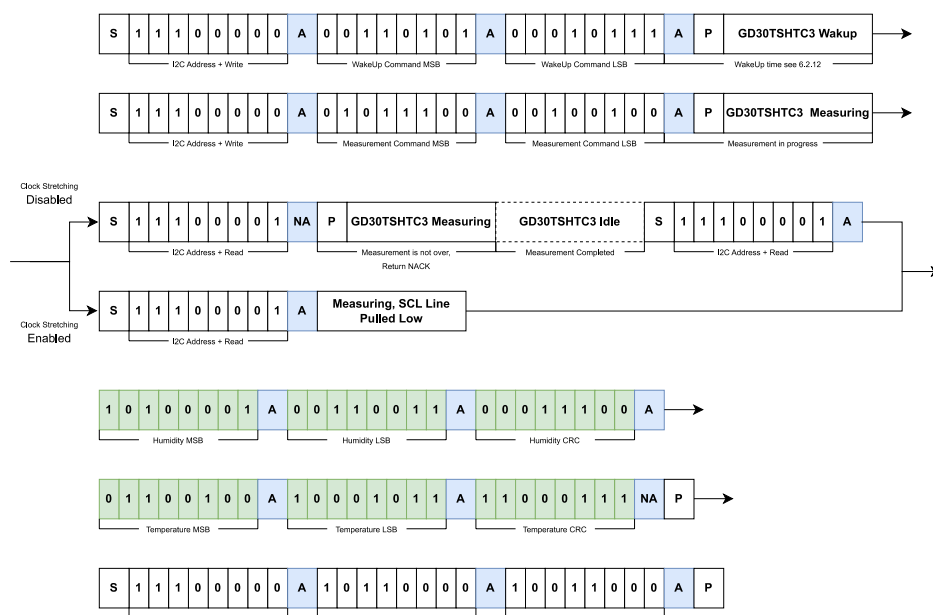 S 1 1 1 0 0 0 0 0 A 0 0 1 1 0 1 0 1 A 0 0 0 1 0 1 1 1 A P GD30TSHTC3 Wakup
I2C Address + Write WakeUp Command MSB WakeUp Command LSB WakeUp time see 6.2.12
S 1 1 1 0 0 0 0 0 A 0 1 0 1 1 1 0 0 A 0 0 1 0 0 1 0 0 A P GD30TSHTC3 Measuring
I2C Address + Write Measurement Command MSB Measurement Command LSB Measurement in progress
Clock Stretching
Disabled
S 1 1 1 0 0 0 0 1 NA P GD30TSHTC3 Measuring GD30TSHTC3 Idle S 1 1 1 0 0 0 0 1 A
I2C Address + Read Measurement is not over, Measurement Completed I2C Address + Read
Return NACK
S 1 1 1 0 0 0 0 1 A Measuring, SCL Line
Pulled Low
Clock Stretching
Enabled
I2C Address + Read
1 0 1 0 0 0 0 1 A 0 0 1 1 0 0 1 1 A 0 0 0 1 1 1 0 0 A
Humidity MSB Humidity LSB Humidity CRC
0 1 1 0 0 1 0 0 A 1 0 0 0 1 0 1 1 A 1 1 0 0 0 1 1 1 NA P
Temperature MSB Temperature LSB Temperature CRC
S 1 1 1 0 0 0 0 0 A 1 0 1 1 0 0 0 0 A 1 0 0 1 1 0 0 0 A P